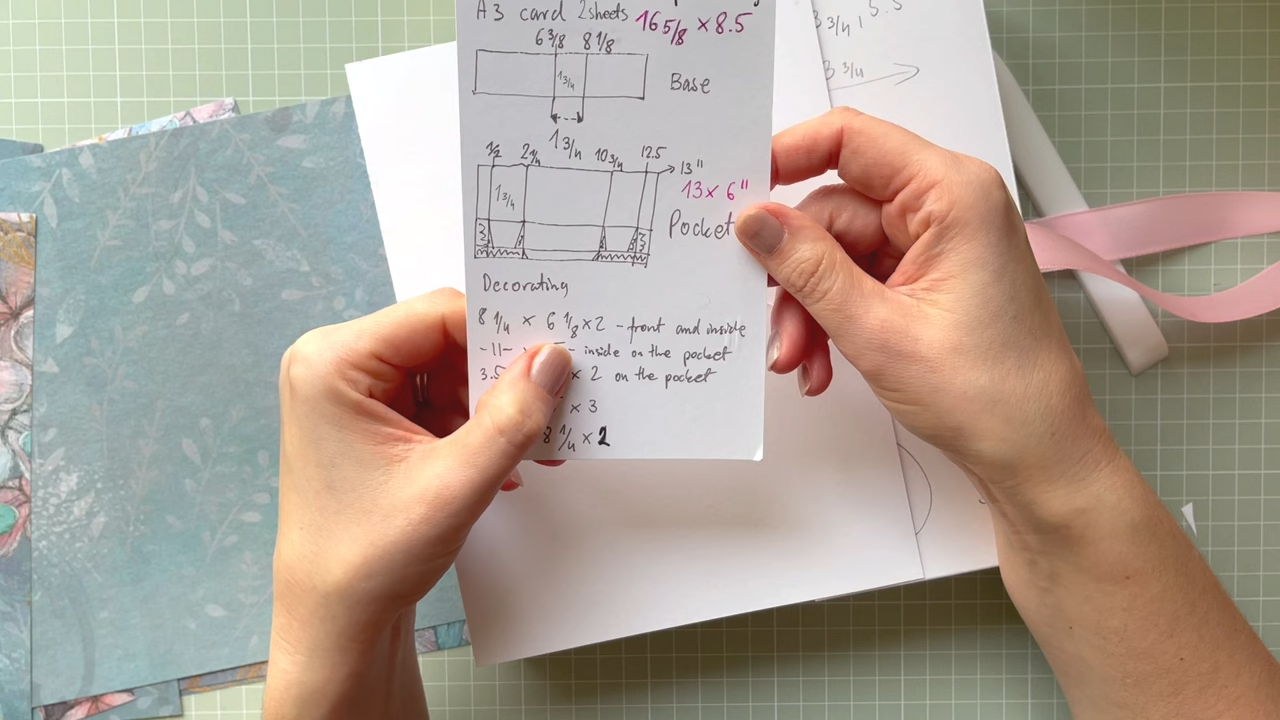 A3 card 2sheets 16 5/8 × 8.5
6 3/8 8 1/8
1 3/4
Base
1 3/4
1/2 2 1/4 10 3/4 12.5
13"
1 3/4
13 x 6"
Pocket
3 3
Decorating
8 1/4 × 6 1/8 × 2 - front and inside
-11- - inside on the pocket
3.5 × 2 on the pocket
× 3
8 1/4 × 2
3 3/4, 5.5
3 3/4